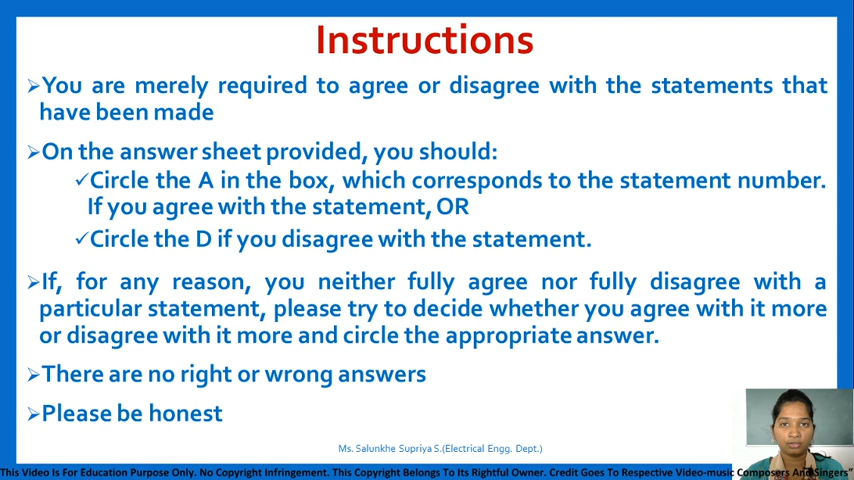 Instructions
➢You are merely required to agree or disagree with the statements that
have been made
➢On the answer sheet provided, you should:
✓Circle the A in the box, which corresponds to the statement number.
If you agree with the statement, OR
✓Circle the D if you disagree with the statement.
➢If, for any reason, you neither fully agree nor fully disagree with a
particular statement, please try to decide whether you agree with it more
or disagree with it more and circle the appropriate answer.
➢There are no right or wrong answers
➢Please be honest
Ms. Salunkhe Supriya S.(Electrical Engg. Dept.)
This Video Is For Education Purpose Only. No Copyright Infringement. This Copyright Belongs To Its Rightful Owner. Credit Goes To Respective Video-music Composers And Singers"